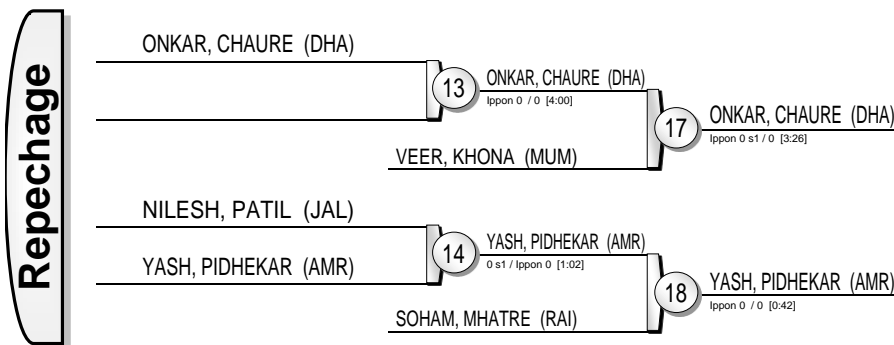 Repechage
ONKAR, CHAURE (DHA)
13
ONKAR, CHAURE (DHA)
Ippon 0 / 0 [4:00]
VEER, KHONA (MUM)
17
ONKAR, CHAURE (DHA)
Ippon 0 s1 / 0 [3:26]
NILESH, PATIL (JAL)
YASH, PIDHEKAR (AMR)
14
YASH, PIDHEKAR (AMR)
0 s1 / Ippon 0 [1:02]
SOHAM, MHATRE (RAI)
18
YASH, PIDHEKAR (AMR)
Ippon 0 / 0 [0:42]